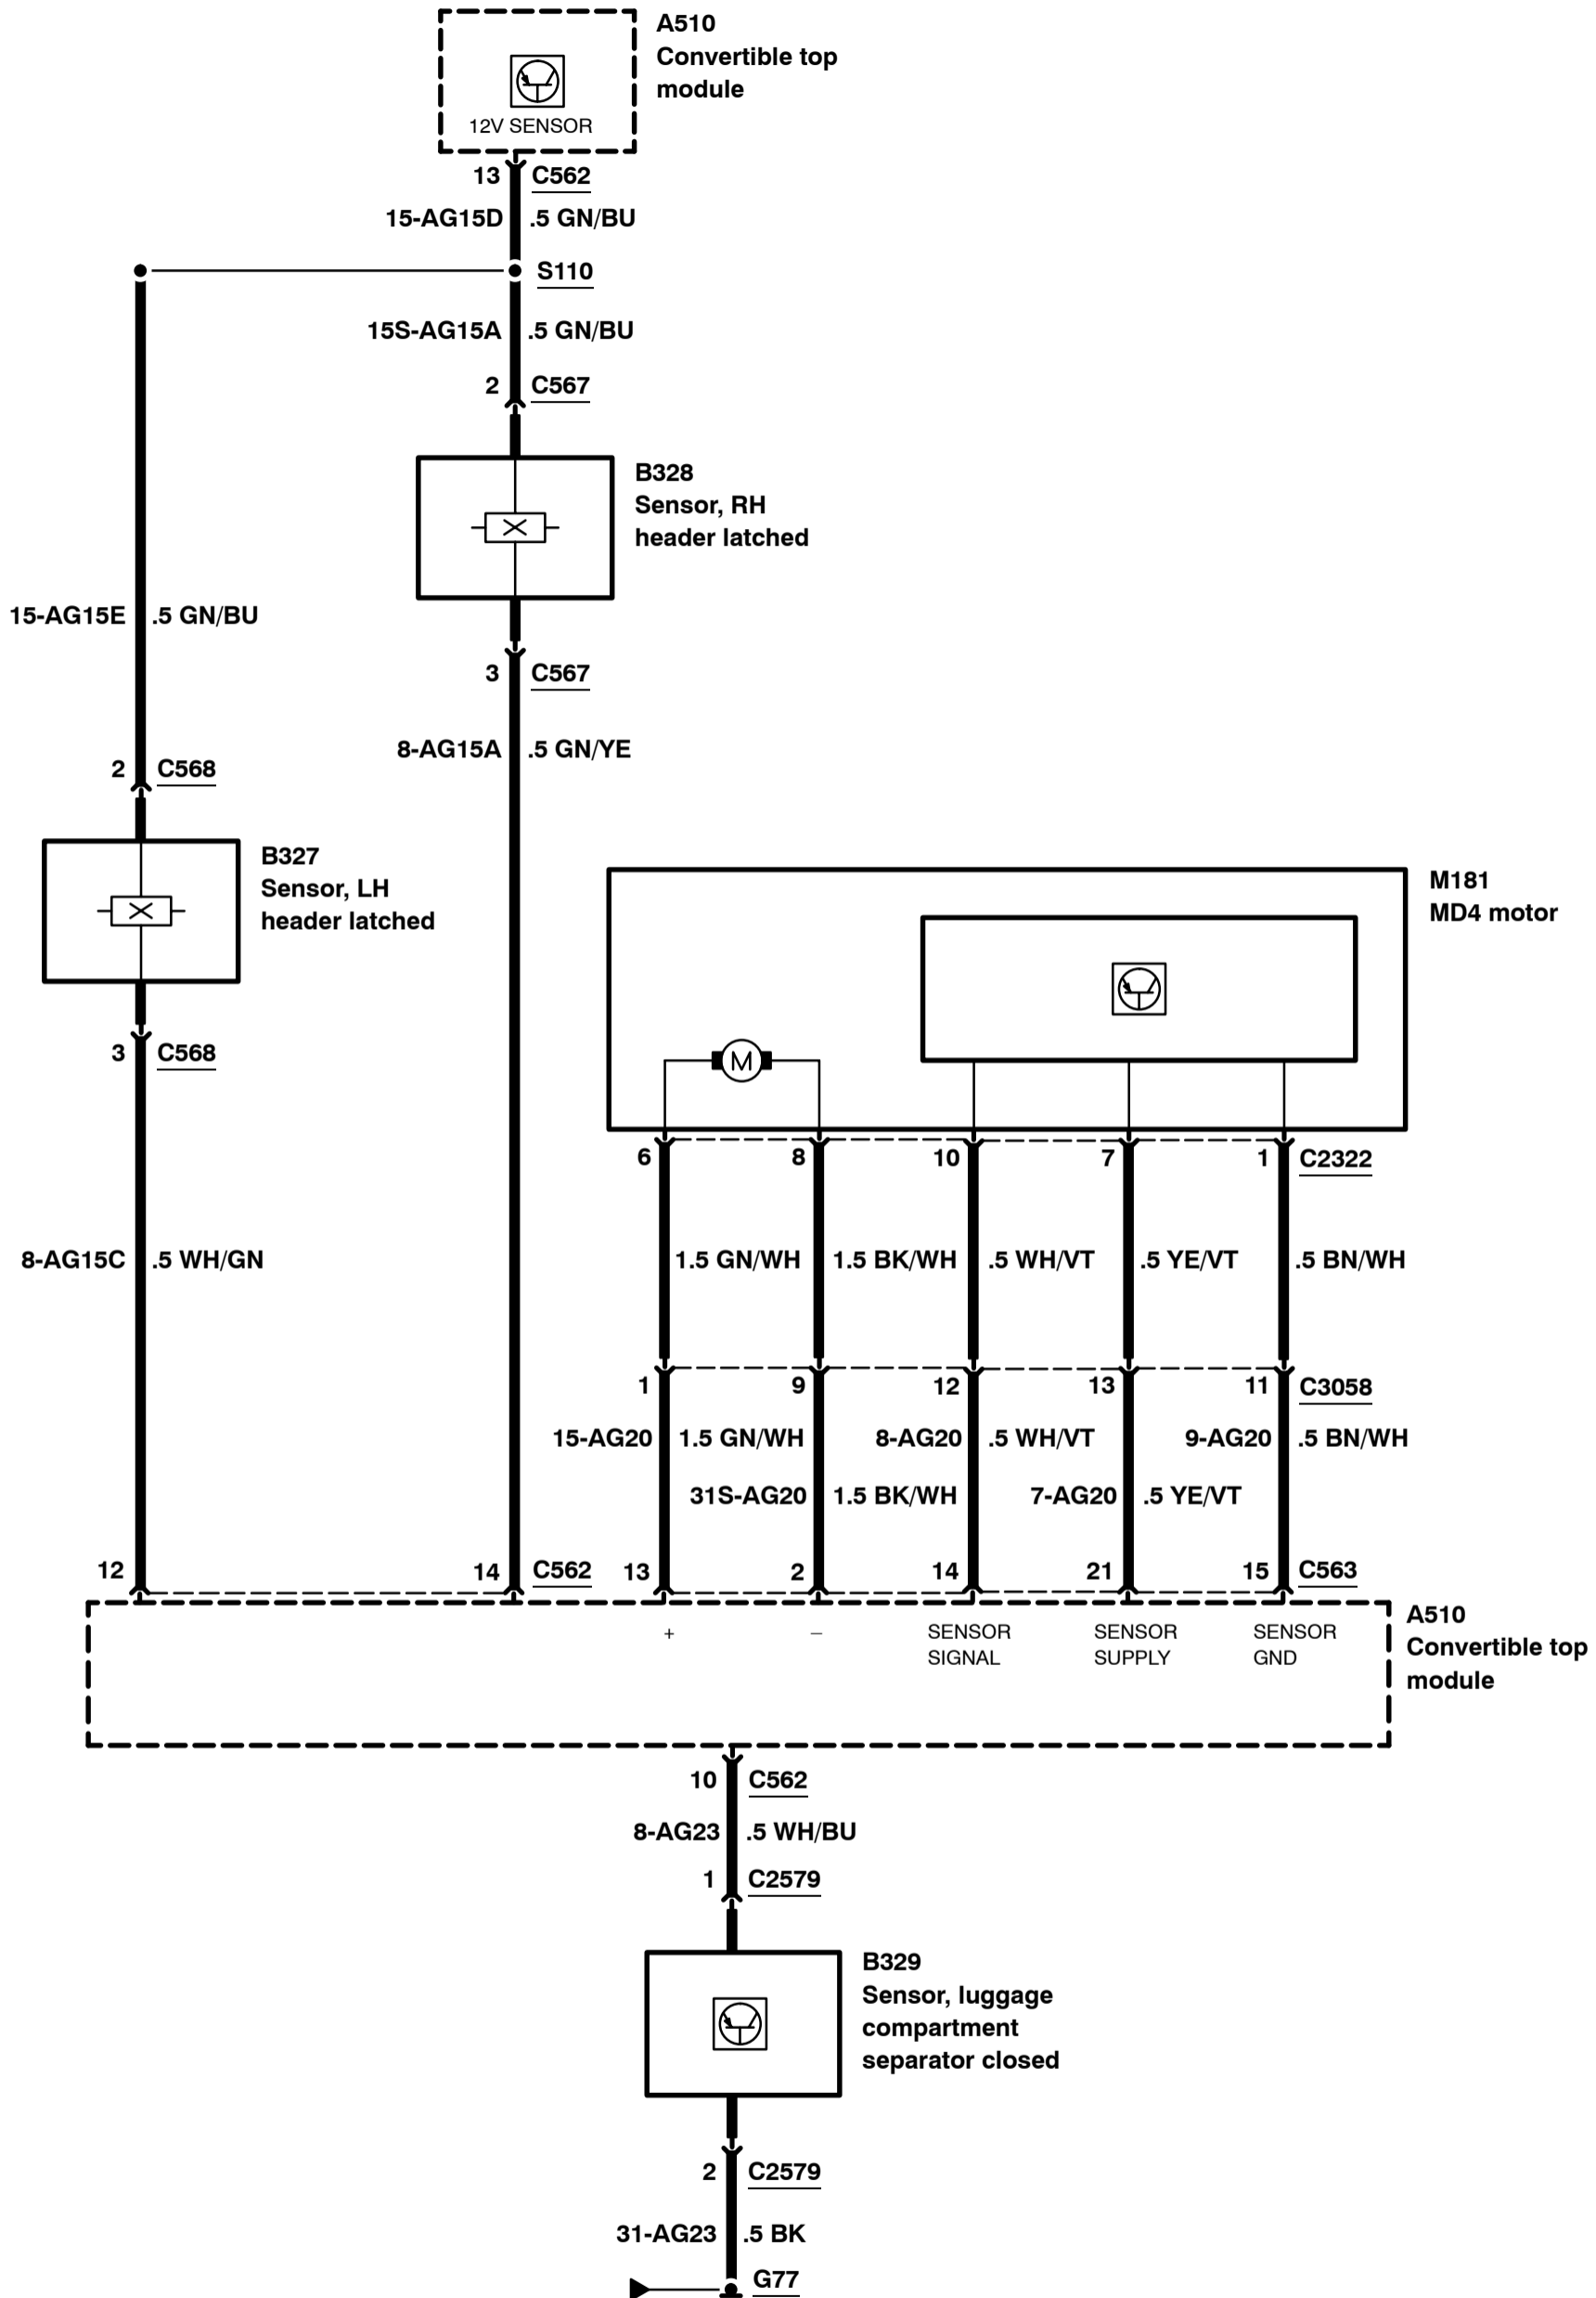 A510
Convertible top
module
12V SENSOR
13 C562
15-AG15D .5 GN/BU
S110
15S-AG15A .5 GN/BU
2 C567
B328
Sensor, RH
header latched
15-AG15E .5 GN/BU
3 C567
8-AG15A .5 GN/YE
2 C568
B327
Sensor, LH
header latched
M181
MD4 motor
3 C568
M
6 8 10 7 1 C2322
8-AG15C .5 WH/GN
1.5 GN/WH 1.5 BK/WH .5 WH/VT .5 YE/VT .5 BN/WH
1 9 12 13 11 C3058
15-AG20 1.5 GN/WH 8-AG20 .5 WH/VT 9-AG20 .5 BN/WH
31S-AG20 1.5 BK/WH 7-AG20 .5 YE/VT
12 14 C562 13 2 14 21 15 C563
A510
Convertible top
module
+ – SENSOR SENSOR SENSOR
SIGNAL SUPPLY GND
10 C562
8-AG23 .5 WH/BU
1 C2579
B329
Sensor, luggage
compartment
separator closed
2 C2579
31-AG23 .5 BK
G77